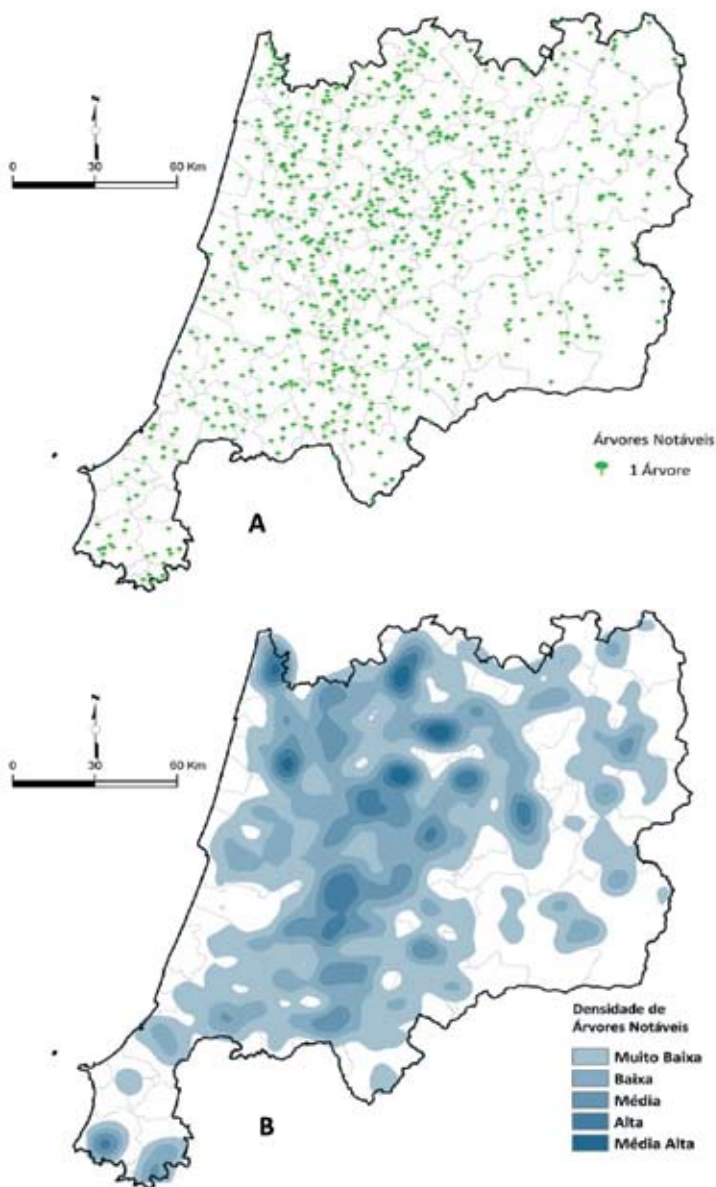 N
0 30 60 Km
Árvores Notáveis
1 Árvore
A
N
0 30 60 Km
Densidade de
Árvores Notáveis
Muito Baixa
Baixa
Média
Alta
Média Alta
B